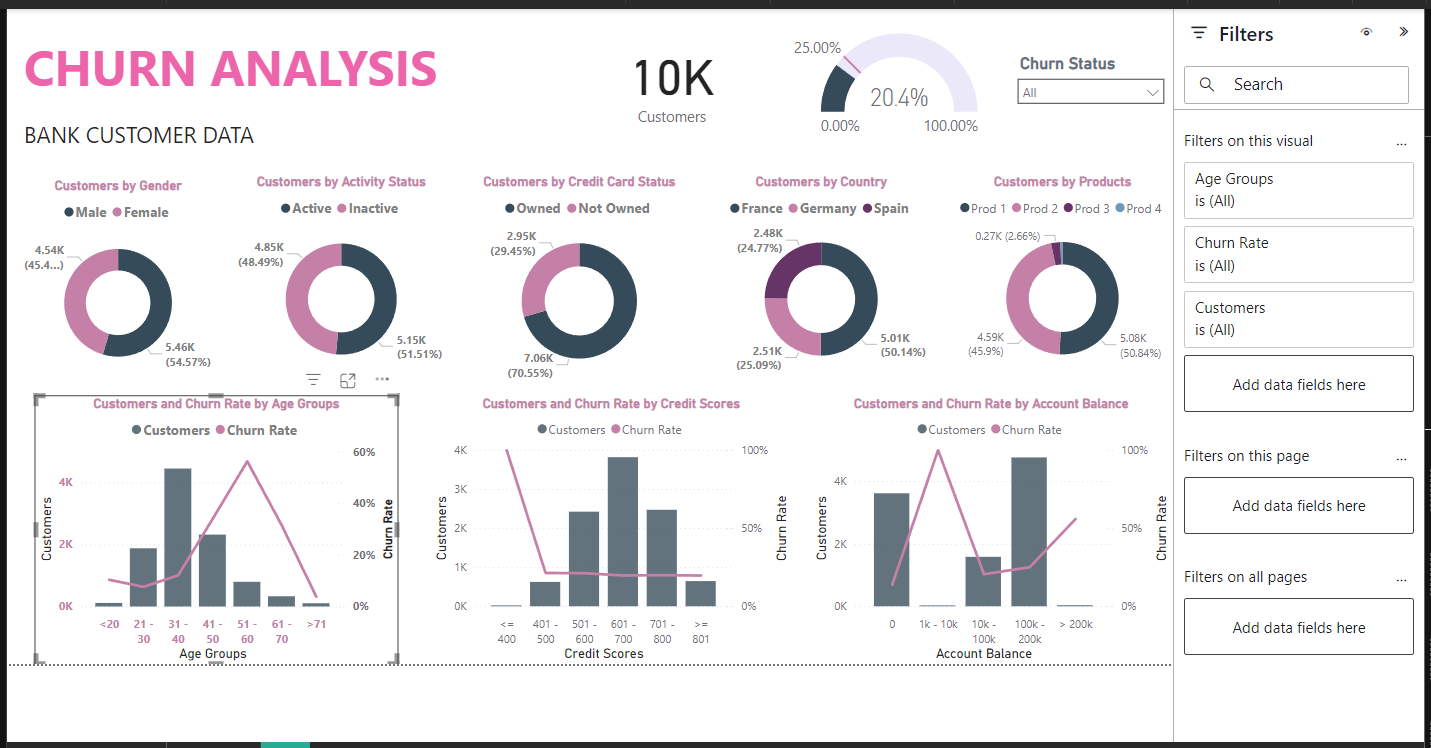 CHURN ANALYSIS
BANK CUSTOMER DATA
10K
Customers
25.00%
20.4%
0.00%
100.00%
Churn Status
All
Customers by Gender
Male Female
4.54K
(45.4...)
5.46K
(54.57%)
Customers by Activity Status
Active Inactive
4.85K
(48.49%)
5.15K
(51.51%)
Customers by Credit Card Status
Owned Not Owned
2.95K
(29.45%)
7.06K
(70.55%)
Customers by Country
France Germany Spain
2.48K
(24.77%)
2.51K
(25.09%)
5.01K
(50.14%)
Customers by Products
Prod 1 Prod 2 Prod 3 Prod 4
0.27K (2.66%)
4.59K
(45.9%)
5.08K
(50.84%)
Customers and Churn Rate by Age Groups
Customers Churn Rate
Customers
4K
2K
0K
60%
40%
20%
0%
Churn Rate
<20
21 -
30
31 -
40
41 -
50
51 -
60
61 -
70
>71
Age Groups
Customers and Churn Rate by Credit Scores
Customers Churn Rate
Customers
4K
3K
2K
1K
0K
100%
50%
0%
Churn Rate
<=
400
401 -
500
501 -
600
601 -
700
701 -
800
>=
801
Credit Scores
Customers and Churn Rate by Account Balance
Customers Churn Rate
Customers
4K
2K
0K
100%
50%
0%
Churn Rate
0
1k - 10k
10k -
100k
100k -
200k
> 200k
Account Balance
Filters
Search
Filters on this visual
...
Age Groups
is (All)
Churn Rate
is (All)
Customers
is (All)
Add data fields here
Filters on this page
...
Add data fields here
Filters on all pages
...
Add data fields here